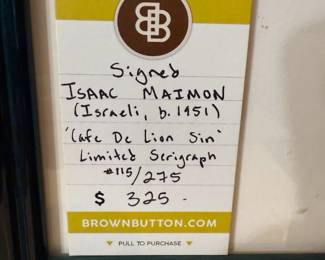 Signed
ISAAC MAIMON
(Israeli, b. 1951)
'Cafe De Lion Sin'
Limited Serigraph
#115/275
$ 325-
BROWNBUTTON.COM
▼ PULL TO PURCHASE ▼